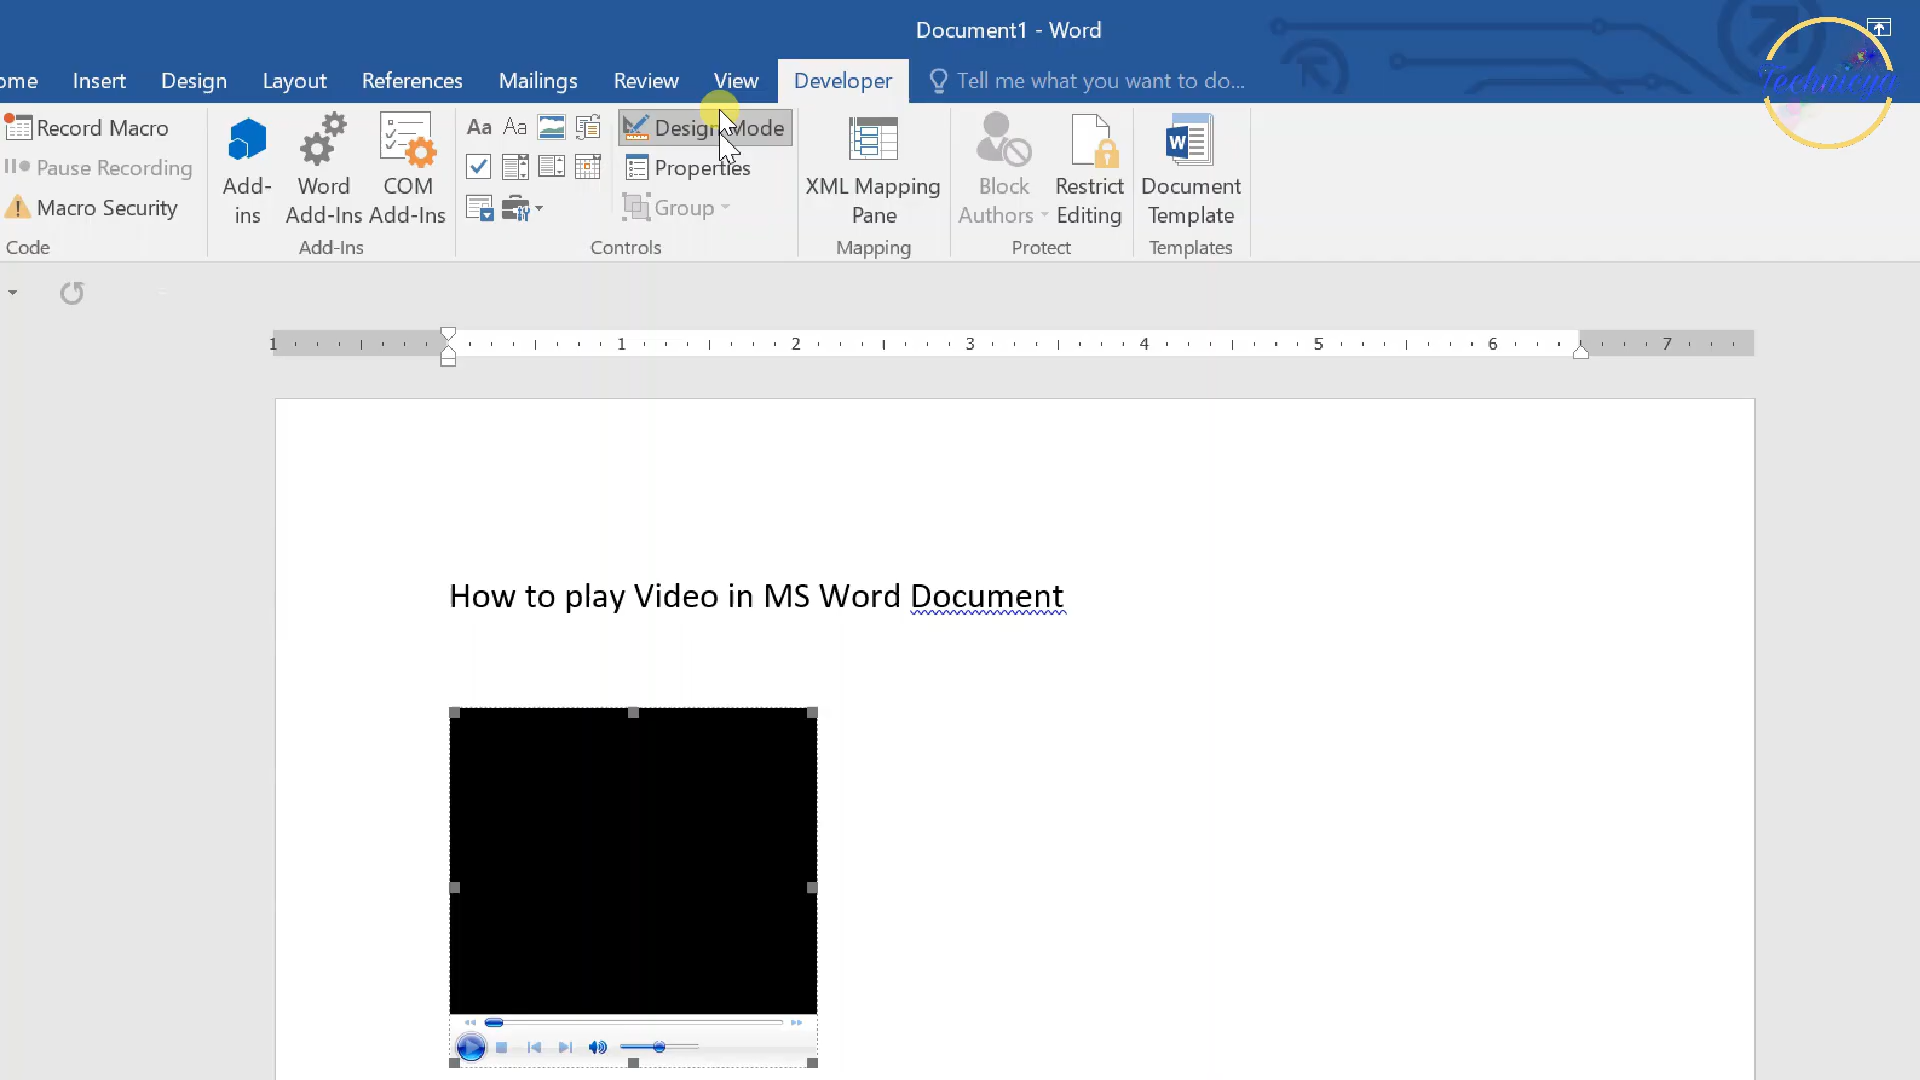 Document1 - Word
ome Insert Design Layout References Mailings Review View Developer Tell me what you want to do...
Technicya
Record Macro
Pause Recording
Macro Security
Code
Add-
ins
Word
Add-Ins
COM
Add-Ins
Add-Ins
Aa Aa
Design Mode
Properties
Group
Controls
XML Mapping
Pane
Mapping
Block
Authors
Restrict
Editing
Protect
Document
Template
Templates
1 1 2 3 4 5 6 7
How to play Video in MS Word Document